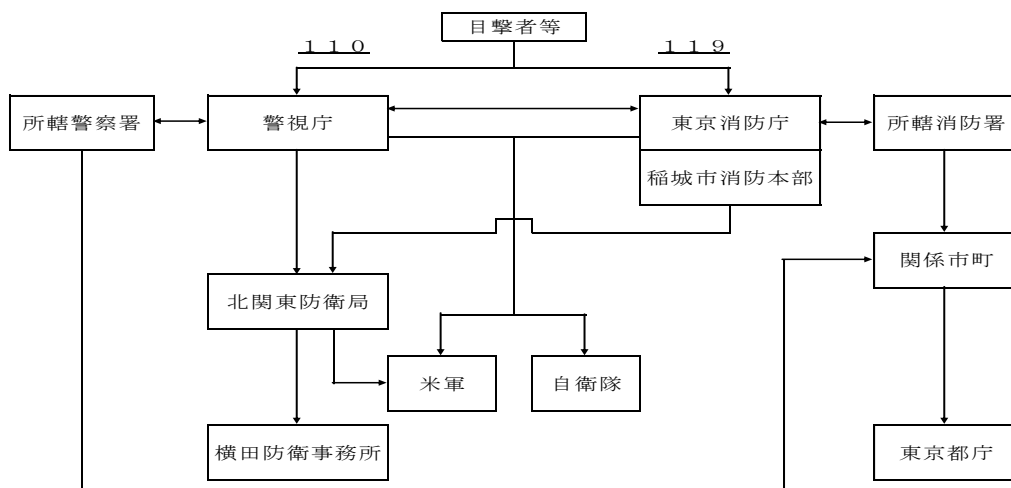 目撃者等
１１０
１１９
所轄警察署
警視庁
東京消防庁
所轄消防署
稲城市消防本部
関係市町
北関東防衛局
米軍
自衛隊
横田防衛事務所
東京都庁